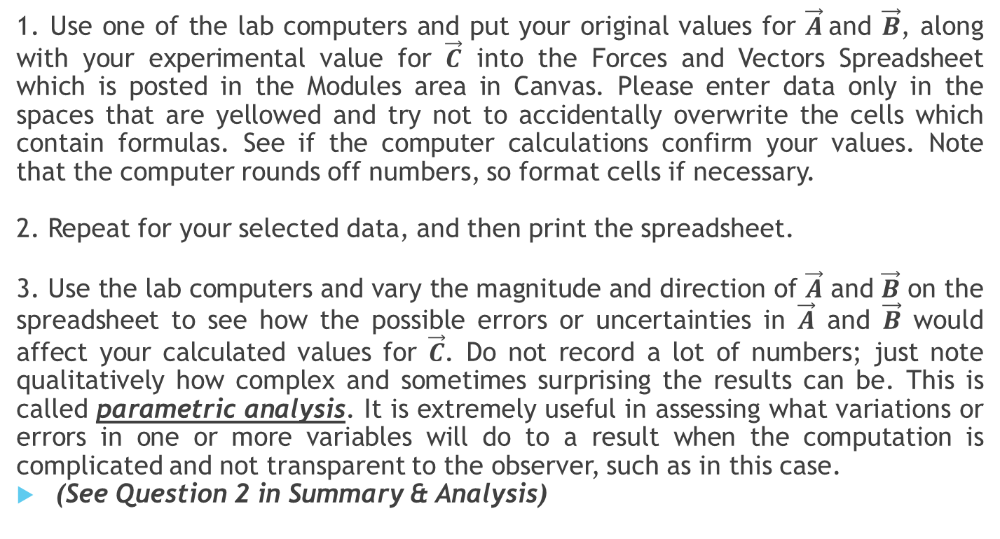 1. Use one of the lab computers and put your original values for A⃗ and B⃗, along
with your experimental value for C⃗ into the Forces and Vectors Spreadsheet
which is posted in the Modules area in Canvas. Please enter data only in the
spaces that are yellowed and try not to accidentally overwrite the cells which
contain formulas. See if the computer calculations confirm your values. Note
that the computer rounds off numbers, so format cells if necessary.
2. Repeat for your selected data, and then print the spreadsheet.
3. Use the lab computers and vary the magnitude and direction of A⃗ and B⃗ on the
spreadsheet to see how the possible errors or uncertainties in A⃗ and B⃗ would
affect your calculated values for C⃗. Do not record a lot of numbers; just note
qualitatively how complex and sometimes surprising the results can be. This is
called parametric analysis. It is extremely useful in assessing what variations or
errors in one or more variables will do to a result when the computation is
complicated and not transparent to the observer, such as in this case.
(See Question 2 in Summary & Analysis)